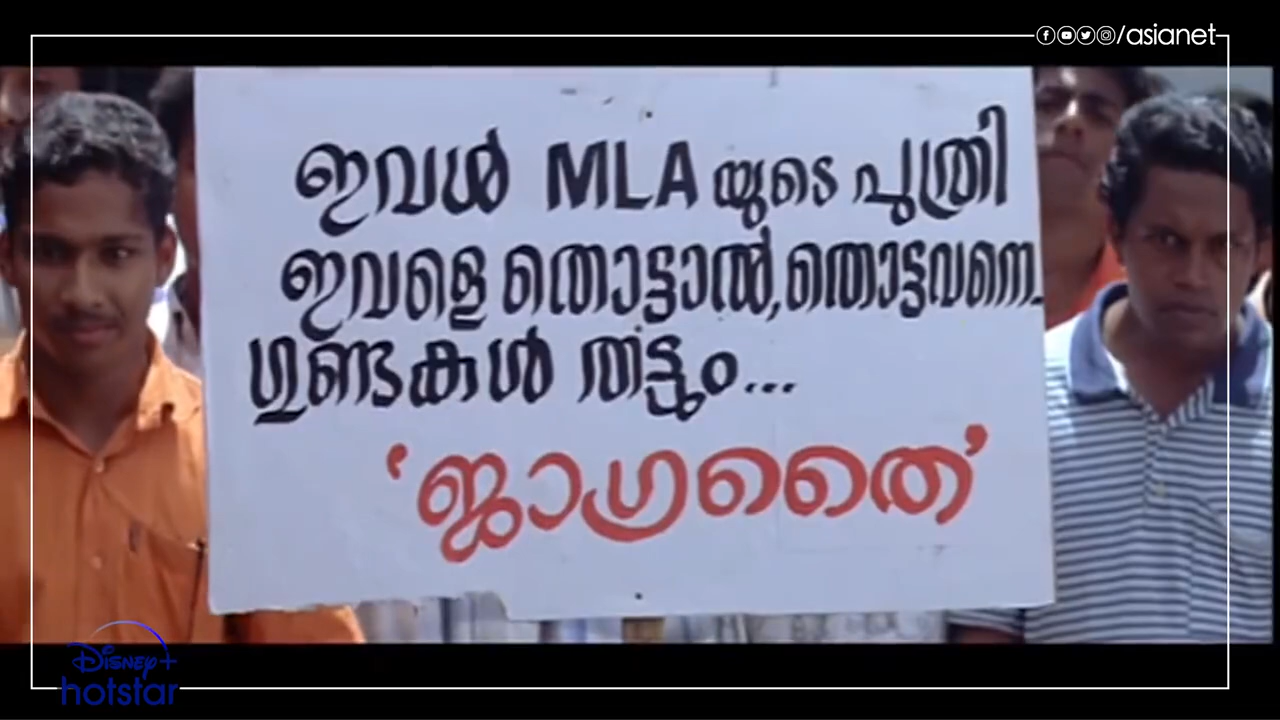 /asianet
ഇവൾ MLA യുടെ പുത്രി
ഇവളെ തൊട്ടാൽ,തൊട്ടവനെ
ഗുണ്ടകൾ തട്ടും...
'ജാഗ്രതൈ'
Disney+
hotstar